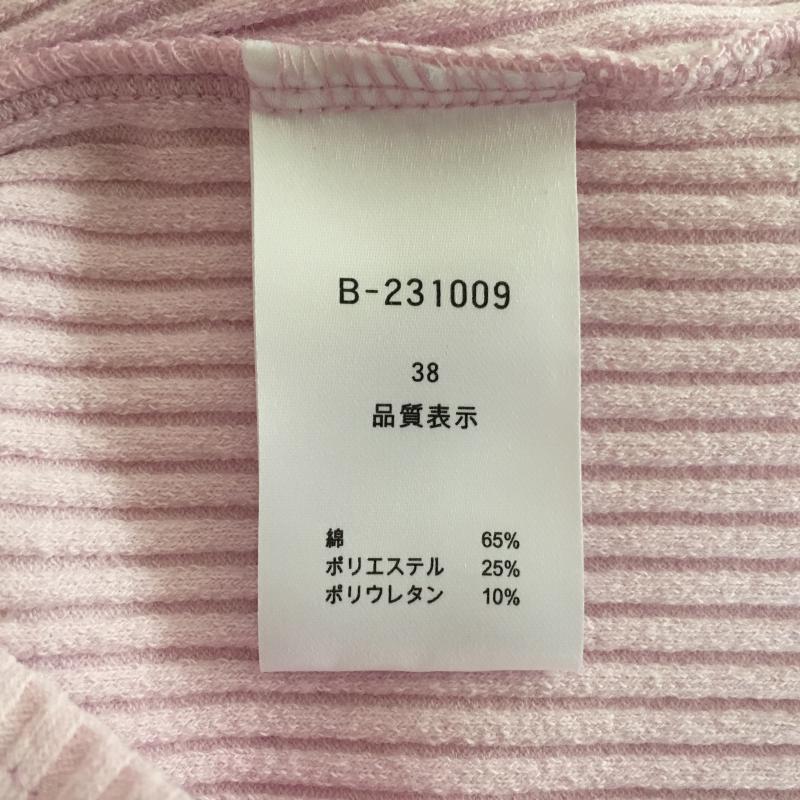 B-231009
38
品質表示
綿 65%
ポリエステル 25%
ポリウレタン 10%